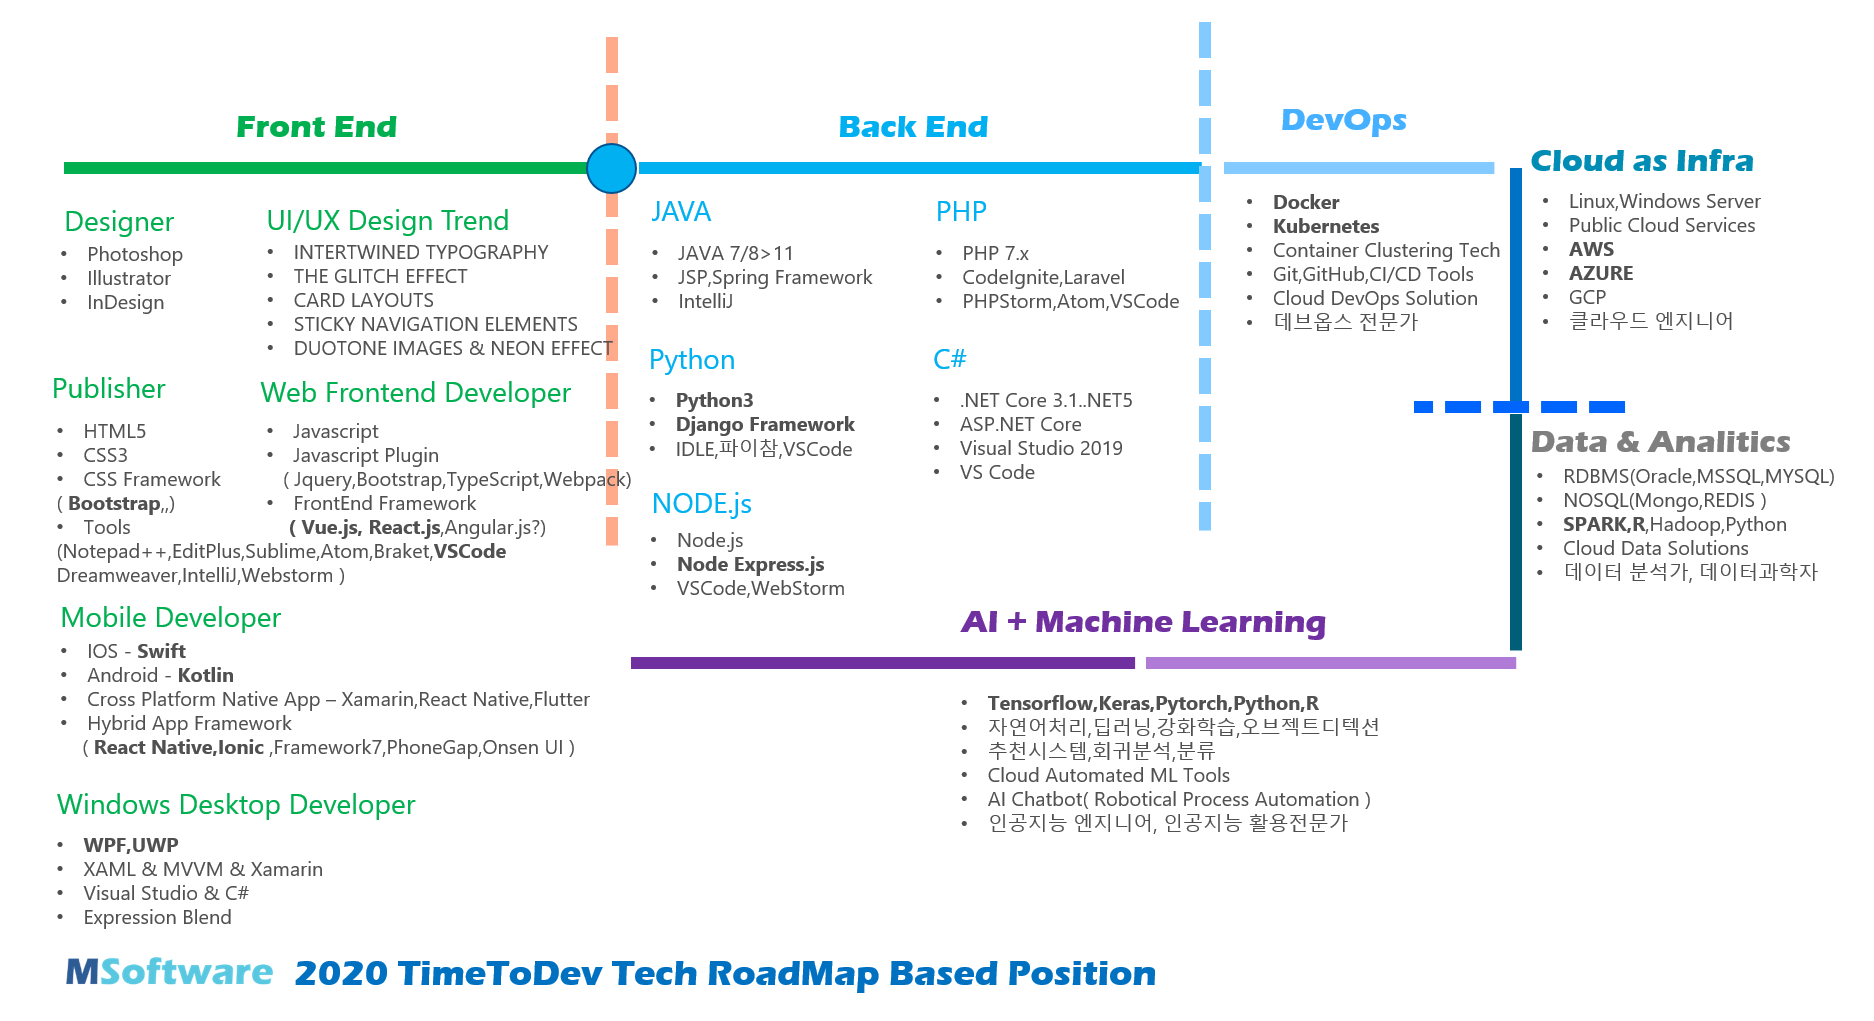 Front End
Designer
• Photoshop
• Illustrator
• InDesign
UI/UX Design Trend
• INTERTWINED TYPOGRAPHY
• THE GLITCH EFFECT
• CARD LAYOUTS
• STICKY NAVIGATION ELEMENTS
• DUOTONE IMAGES & NEON EFFECT
Publisher
• HTML5
• CSS3
• CSS Framework
( Bootstrap,,)
• Tools
(Notepad++,EditPlus,Sublime,Atom,Braket,VSCode
Dreamweaver,IntelliJ,Webstorm )
Web Frontend Developer
• Javascript
• Javascript Plugin
( Jquery,Bootstrap,TypeScript,Webpack)
• FrontEnd Framework
( Vue.js, React.js,Angular.js?)
Mobile Developer
• IOS - Swift
• Android - Kotlin
• Cross Platform Native App – Xamarin,React Native,Flutter
• Hybrid App Framework
( React Native,Ionic ,Framework7,PhoneGap,Onsen UI )
Windows Desktop Developer
• WPF,UWP
• XAML & MVVM & Xamarin
• Visual Studio & C#
• Expression Blend
Back End
JAVA
• JAVA 7/8>11
• JSP,Spring Framework
• IntelliJ
PHP
• PHP 7.x
• CodeIgnite,Laravel
• PHPStorm,Atom,VSCode
Python
• Python3
• Django Framework
• IDLE,파이참,VSCode
C#
• .NET Core 3.1..NET5
• ASP.NET Core
• Visual Studio 2019
• VS Code
NODE.js
• Node.js
• Node Express.js
• VSCode,WebStorm
DevOps
• Docker
• Kubernetes
• Container Clustering Tech
• Git,GitHub,CI/CD Tools
• Cloud DevOps Solution
• 데브옵스 전문가
Cloud as Infra
• Linux,Windows Server
• Public Cloud Services
• AWS
• AZURE
• GCP
• 클라우드 엔지니어
Data & Analitics
• RDBMS(Oracle,MSSQL,MYSQL)
• NOSQL(Mongo,REDIS )
• SPARK,R,Hadoop,Python
• Cloud Data Solutions
• 데이터 분석가, 데이터과학자
AI + Machine Learning
• Tensorflow,Keras,Pytorch,Python,R
• 자연어처리,딥러닝,강화학습,오브젝트디텍션
• 추천시스템,회귀분석,분류
• Cloud Automated ML Tools
• AI Chatbot( Robotical Process Automation )
• 인공지능 엔지니어, 인공지능 활용전문가
MSoftware 2020 TimeToDev Tech RoadMap Based Position